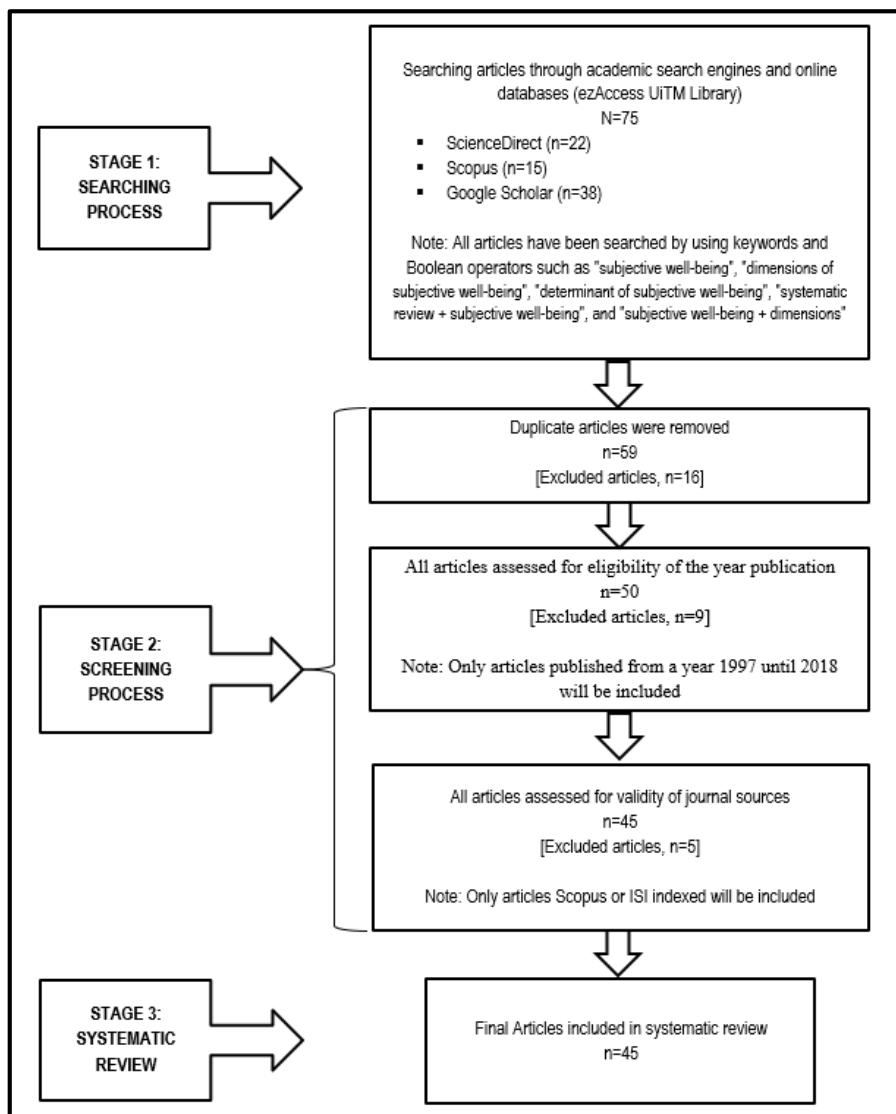 STAGE 1:
SEARCHING
PROCESS
Searching articles through academic search engines and online
databases (ezAccess UiTM Library)
N=75
▪ ScienceDirect (n=22)
▪ Scopus (n=15)
▪ Google Scholar (n=38)
Note: All articles have been searched by using keywords and
Boolean operators such as "subjective well-being", "dimensions of
subjective well-being", "determinant of subjective well-being", "systematic
review + subjective well-being", and "subjective well-being + dimensions"
STAGE 2:
SCREENING
PROCESS
Duplicate articles were removed
n=59
[Excluded articles, n=16]
All articles assessed for eligibility of the year publication
n=50
[Excluded articles, n=9]
Note: Only articles published from a year 1997 until 2018
will be included
All articles assessed for validity of journal sources
n=45
[Excluded articles, n=5]
Note: Only articles Scopus or ISI indexed will be included
STAGE 3:
SYSTEMATIC
REVIEW
Final Articles included in systematic review
n=45